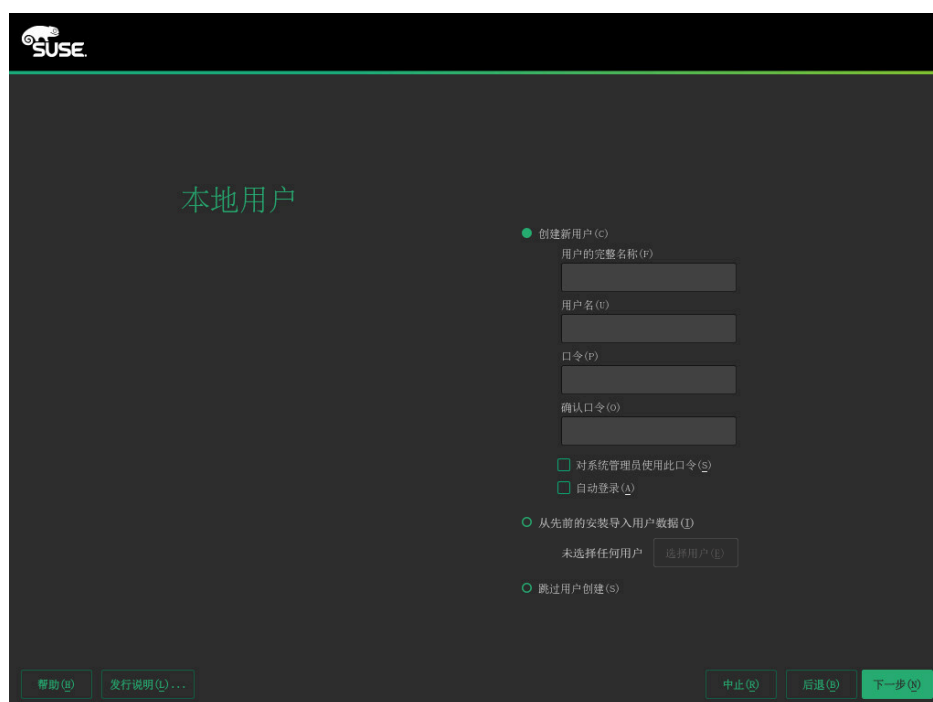 SUSE.
本地用户
创建新用户(C)
用户的完整名称(F)
用户名(U)
口令(P)
确认口令(O)
对系统管理员使用此口令(S)
自动登录(A)
从先前的安装导入用户数据(I)
未选择任何用户 选择用户(E)
跳过用户创建(S)
帮助(H) 发行说明(L)... 中止(R) 后退(B) 下一步(N)